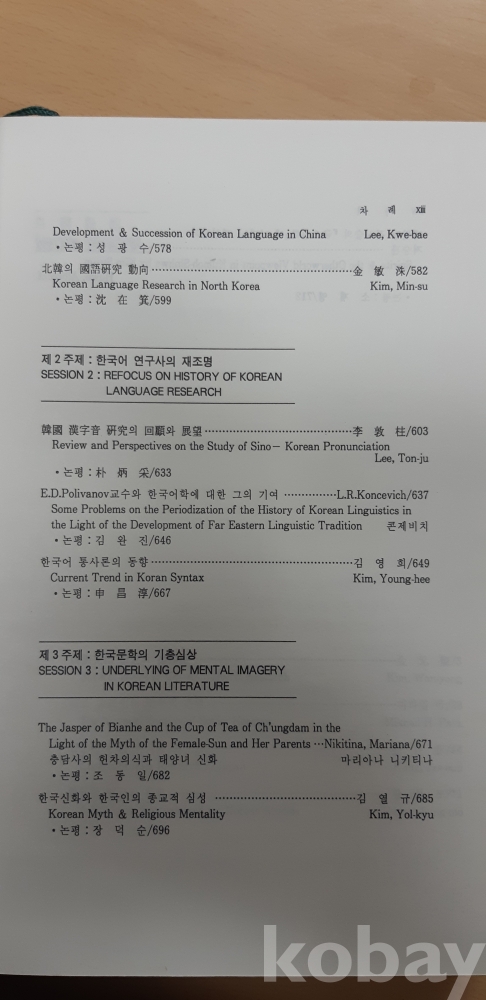 차 례 xiii
Development & Succession of Korean Language in China Lee, Kwe-bae
• 논평 : 성 광 수/578
北韓의 國語硏究 動向 ⋯⋯⋯⋯⋯⋯⋯⋯⋯⋯⋯⋯⋯⋯金 敏 洙/582
Korean Language Research in North Korea Kim, Min-su
• 논평 : 沈 在 箕/599
제 2 주제 : 한국어 연구사의 재조명
SESSION 2 : REFOCUS ON HISTORY OF KOREAN
LANGUAGE RESEARCH
韓國 漢字音 硏究의 回顧와 展望 ⋯⋯⋯⋯⋯⋯⋯⋯⋯⋯⋯⋯李 敦 柱/603
Review and Perspectives on the Study of Sino－ Korean Pronunciation
Lee, Ton-ju
• 논평 : 朴 炳 采/633
E.D.Polivanov교수와 한국어학에 대한 그의 기여 ⋯⋯⋯⋯⋯L.R.Koncevich/637
Some Problems on the Periodization of the History of Korean Linguistics in
the Light of the Development of Far Eastern Linguistic Tradition 콘제비치
• 논평 : 김 완 진/646
한국어 통사론의 동향 ⋯⋯⋯⋯⋯⋯⋯⋯⋯⋯⋯⋯⋯⋯김 영 희/649
Current Trend in Koran Syntax Kim, Young-hee
• 논평 : 申 昌 淳/667
제 3 주제 : 한국문학의 기층심상
SESSION 3 : UNDERLYING OF MENTAL IMAGERY
IN KOREAN LITERATURE
The Jasper of Bianhe and the Cup of Tea of Ch'ungdam in the
Light of the Myth of the Female-Sun and Her Parents ⋯Nikitina, Mariana/671
충담사의 헌차의식과 태양녀 신화 마리아나 니키티나
• 논평 : 조 동 일/682
한국신화와 한국인의 종교적 심성 ⋯⋯⋯⋯⋯⋯⋯⋯⋯⋯⋯김 열 규/685
Korean Myth & Religious Mentality Kim, Yol-kyu
• 논평 : 장 덕 순/696
kobay